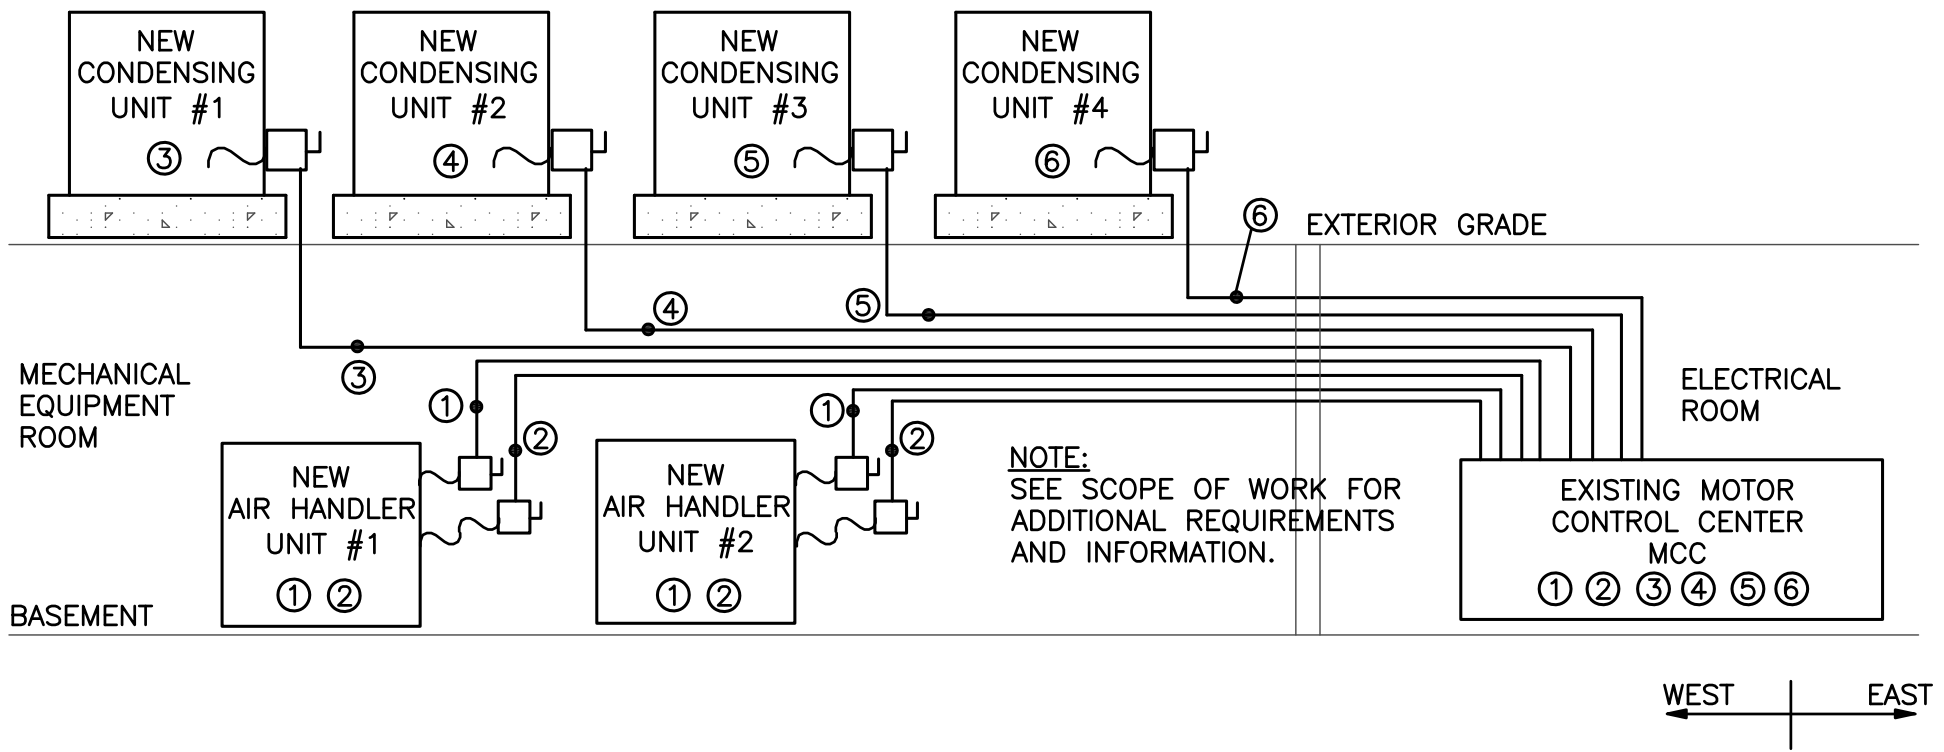 NEW
CONDENSING
UNIT #1
③
NEW
CONDENSING
UNIT #2
④
NEW
CONDENSING
UNIT #3
⑤
NEW
CONDENSING
UNIT #4
⑥
⑥
EXTERIOR GRADE
④
⑤
③
MECHANICAL
EQUIPMENT
ROOM
ELECTRICAL
ROOM
①
②
①
②
NEW
AIR HANDLER
UNIT #1
① ②
NEW
AIR HANDLER
UNIT #2
① ②
NOTE:
SEE SCOPE OF WORK FOR
ADDITIONAL REQUIREMENTS
AND INFORMATION.
EXISTING MOTOR
CONTROL CENTER
MCC
① ② ③ ④ ⑤ ⑥
BASEMENT
WEST
EAST